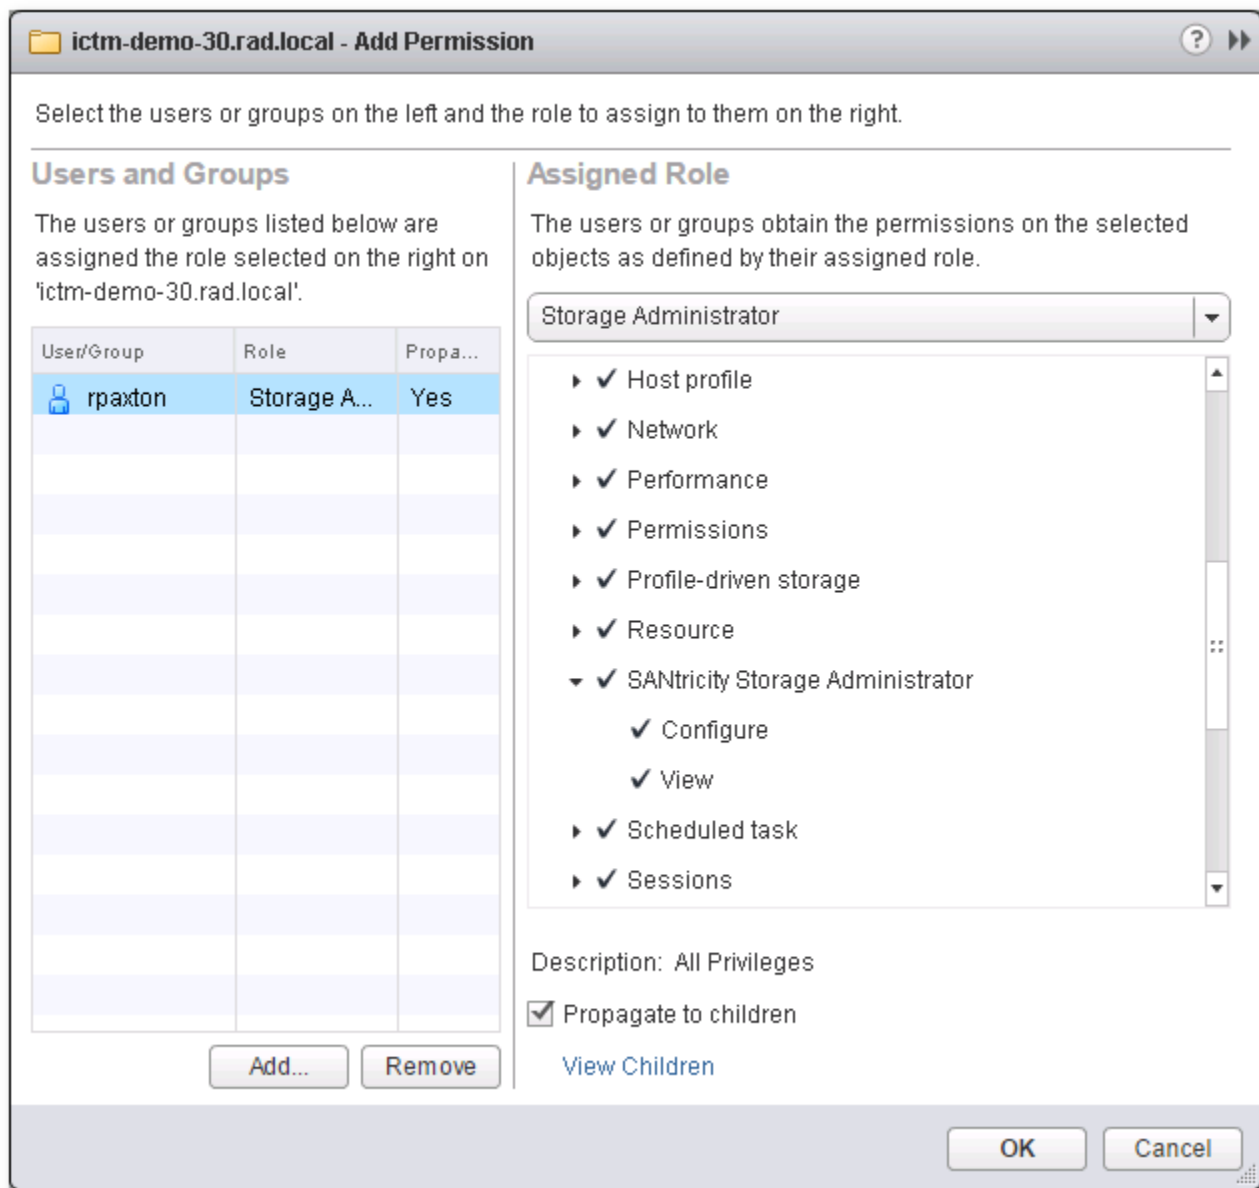 ictm-demo-30.rad.local - Add Permission
?
Select the users or groups on the left and the role to assign to them on the right.
Users and Groups
The users or groups listed below are
assigned the role selected on the right on
'ictm-demo-30.rad.local'.
User/Group Role Propa...
rpaxton Storage A... Yes
Add... Remove
Assigned Role
The users or groups obtain the permissions on the selected
objects as defined by their assigned role.
Storage Administrator
Host profile
Network
Performance
Permissions
Profile-driven storage
Resource
SANtricity Storage Administrator
Configure
View
Scheduled task
Sessions
Description: All Privileges
Propagate to children
View Children
OK Cancel